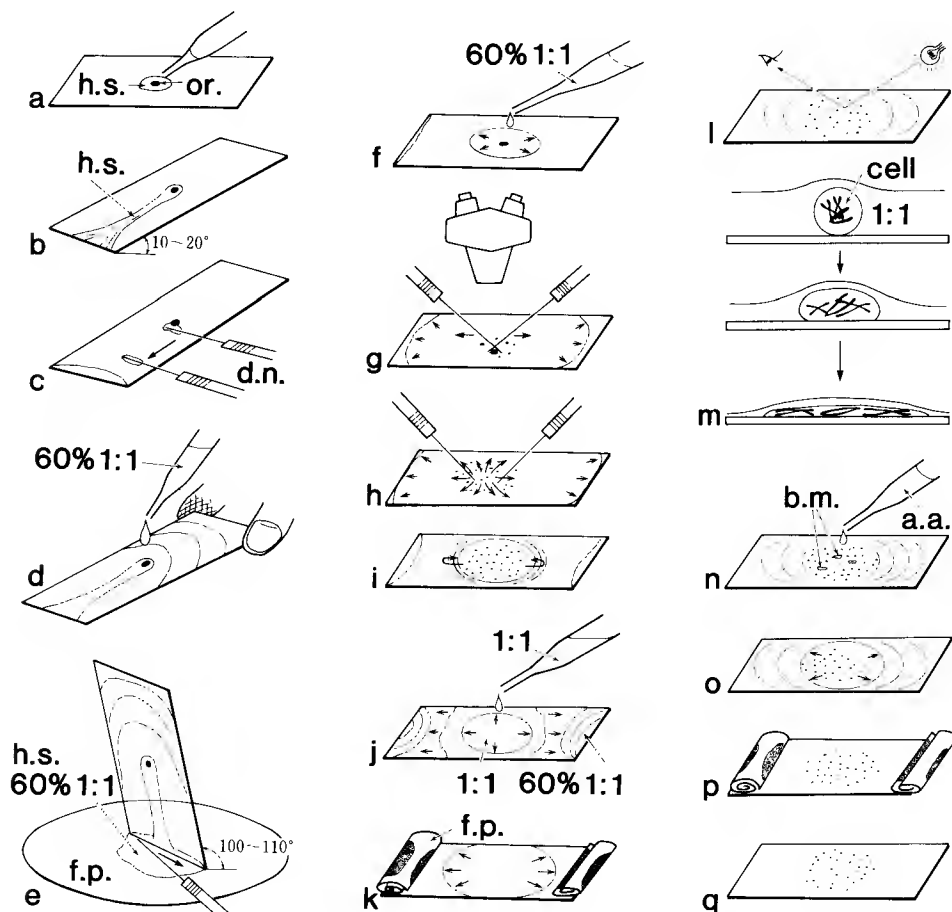 h.s.
or.
a
h.s.
b
10~20°
c
d.n.
60% 1:1
d
h.s.
60% 1:1
f.p.
100~110°
e
60% 1:1
f
g
h
i
1:1
j
1:1
60% 1:1
f.p.
k
l
cell
1:1
m
b.m.
a.a.
n
o
p
q